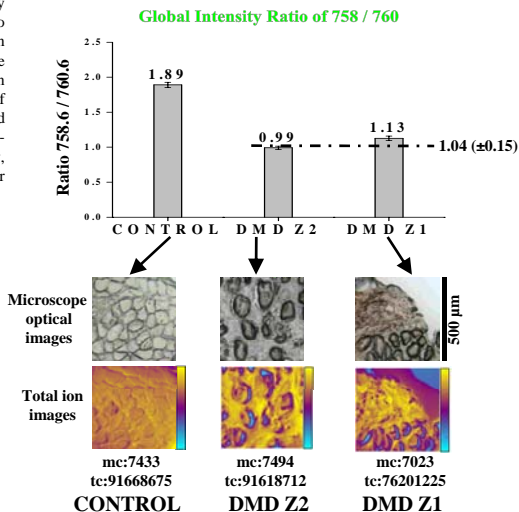 y
o
n
e
n
f
d
–
,
r
Global Intensity Ratio of 758 / 760
Ratio 758.6 / 760.6
2.5
2.0
1.5
1.0
0.5
0.0
1.89
0.99
1.13
1.04 (±0.15)
CONTROL DMD Z2 DMD Z1
Microscope
optical
images
500 µm
Total ion
images
mc:7433 mc:7494 mc:7023
tc:91668675 tc:91618712 tc:76201225
CONTROL DMD Z2 DMD Z1